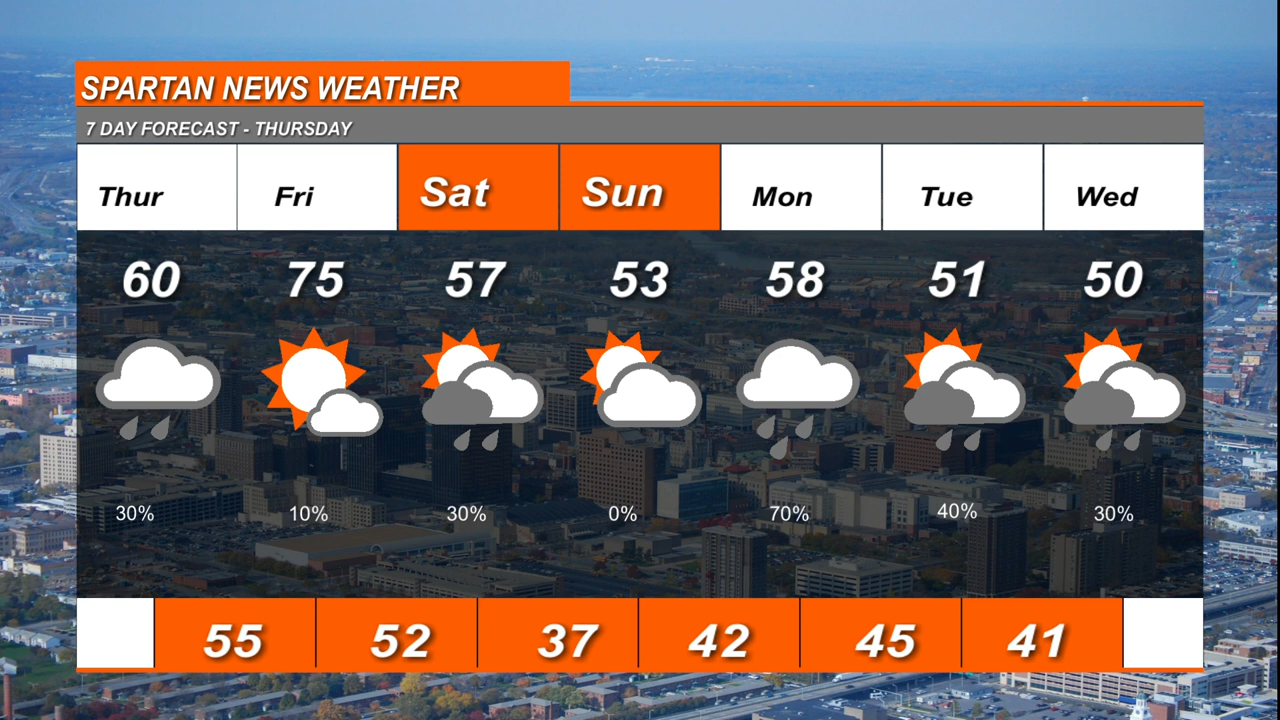 SPARTAN NEWS WEATHER
7 DAY FORECAST - THURSDAY
Thur Fri Sat Sun Mon Tue Wed
60 75 57 53 58 51 50
30% 10% 30% 0% 70% 40% 30%
55 52 37 42 45 41